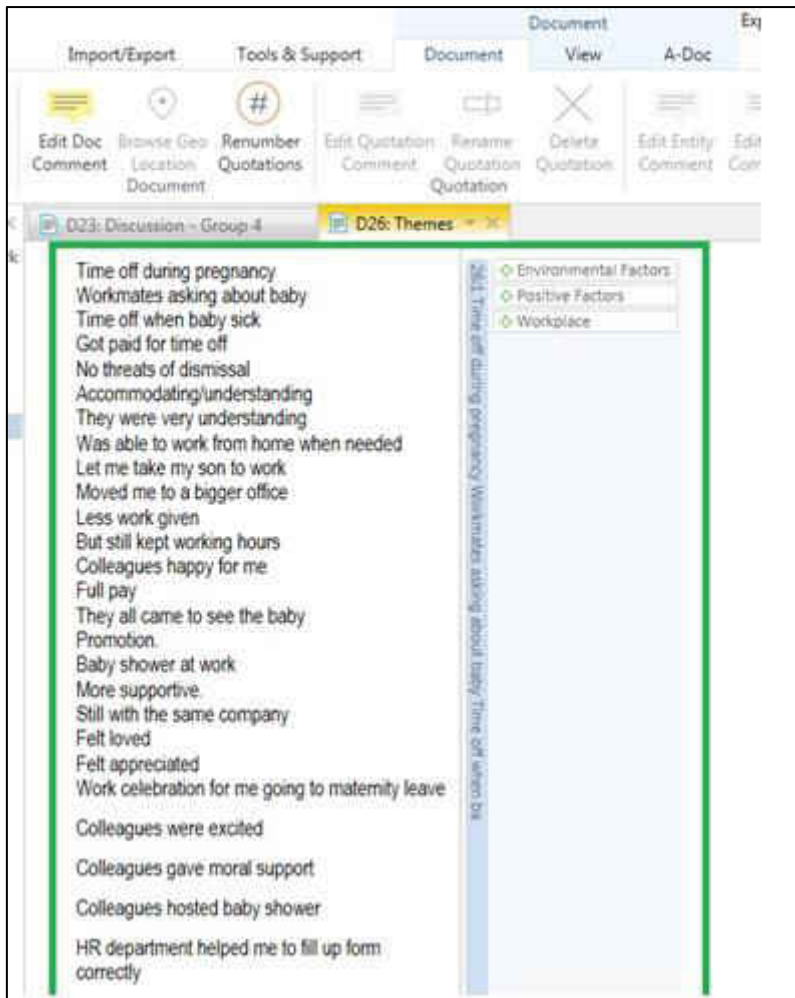 Document
Exp
Import/Export
Tools & Support
Document
View
A-Doc
Edit Doc Comment
Browse Geo Location
Renumber Quotations
Edit Quotation Comment
Rename Quotation
Delete Quotation
Edit Entity Comment
Edit
Com
Document
Quotation
D23: Discussion - Group 4
D26: Themes
Time off during pregnancy
Workmates asking about baby
Time off when baby sick
Got paid for time off
No threats of dismissal
Accommodating/understanding
They were very understanding
Was able to work from home when needed
Let me take my son to work
Moved me to a bigger office
Less work given
But still kept working hours
Colleagues happy for me
Full pay
They all came to see the baby
Promotion.
Baby shower at work
More supportive.
Still with the same company
Felt loved
Felt appreciated
Work celebration for me going to maternity leave
Colleagues were excited
Colleagues gave moral support
Colleagues hosted baby shower
HR department helped me to fill up form
correctly
26:1 Time off during pregnancy Workmates asking about baby Time off when ba
Environmental Factors
Positive Factors
Workplace